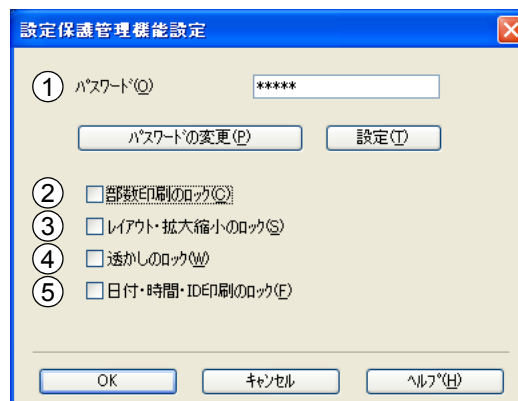 設定保護管理機能設定
① パスワード(O) *****
パスワードの変更(P) 設定(T)
② 部数印刷のロック(C)
③ レイアウト・拡大縮小のロック(S)
④ 透かしのロック(W)
⑤ 日付・時間・ID印刷のロック(F)
OK キャンセル ヘルプ(H)